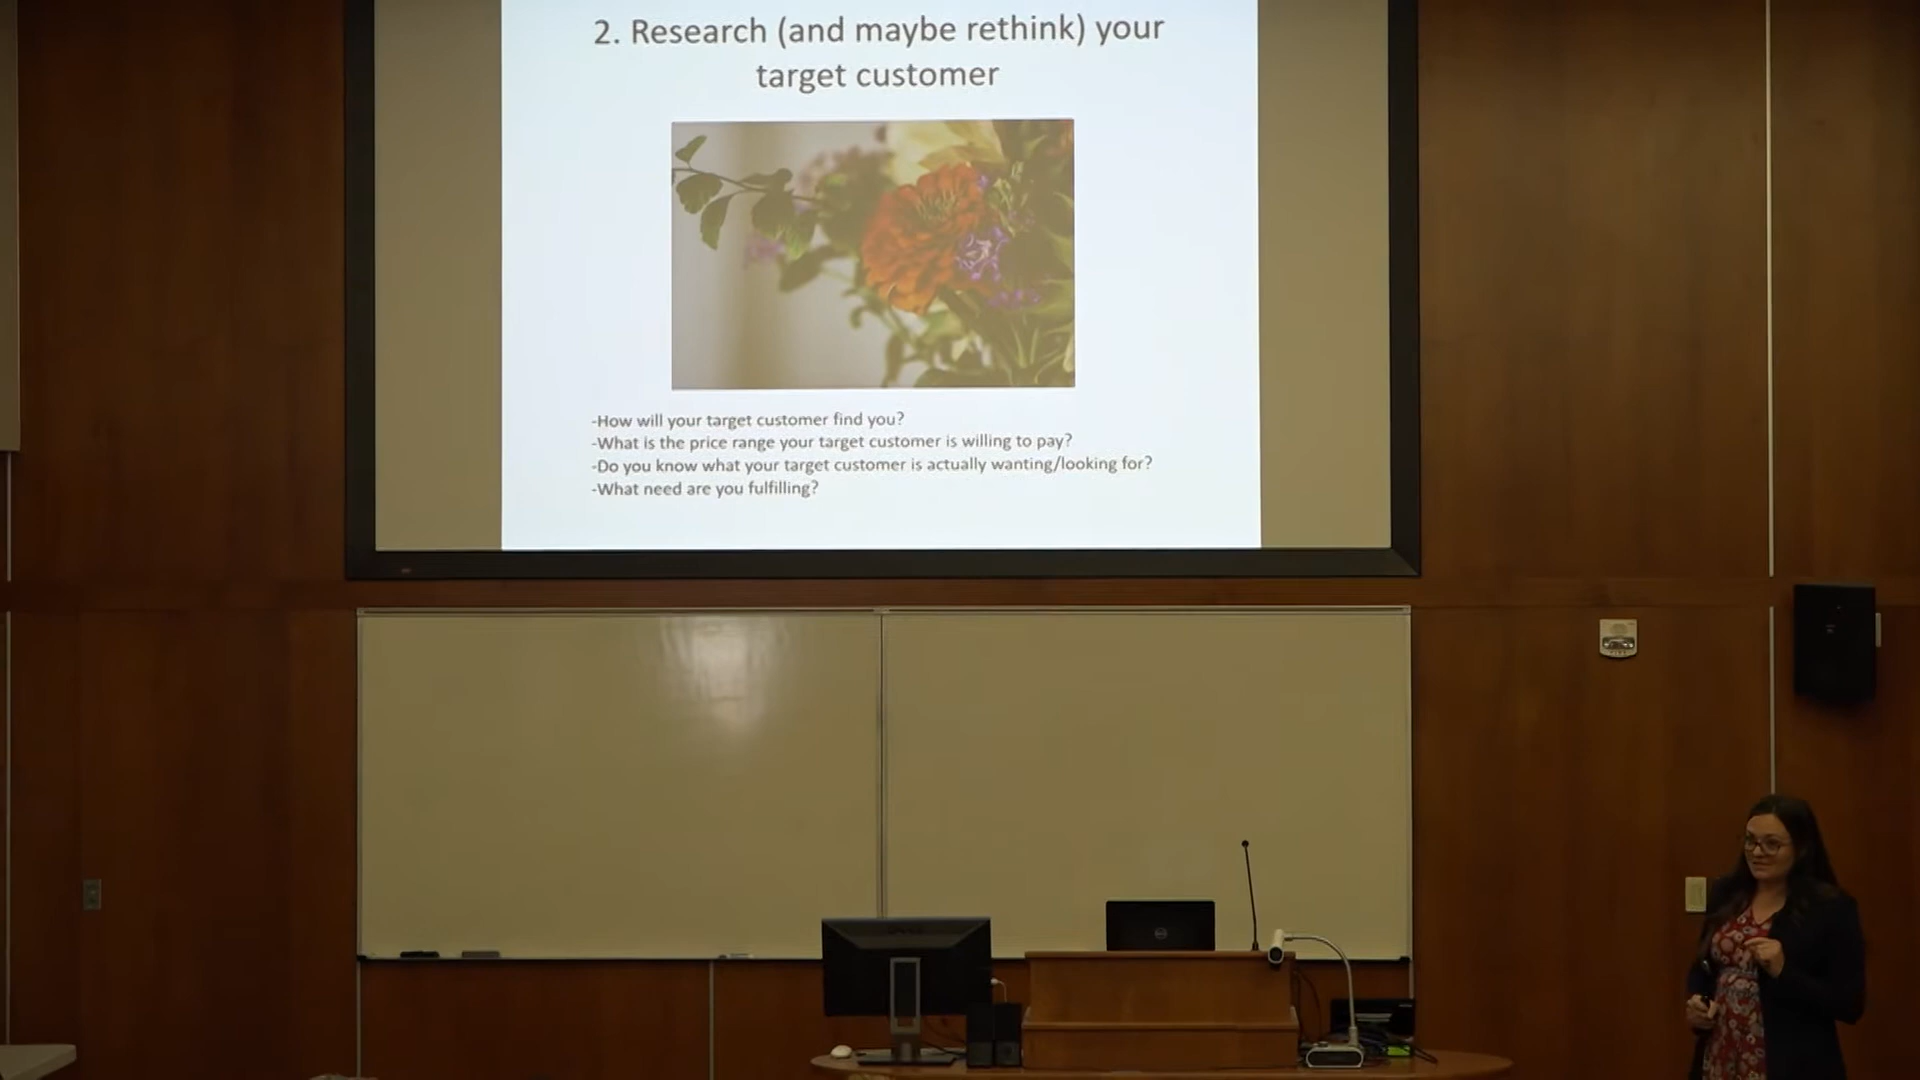 2. Research (and maybe rethink) your
target customer
-How will your target customer find you?
-What is the price range your target customer is willing to pay?
-Do you know what your target customer is actually wanting/looking for?
-What need are you fulfilling?